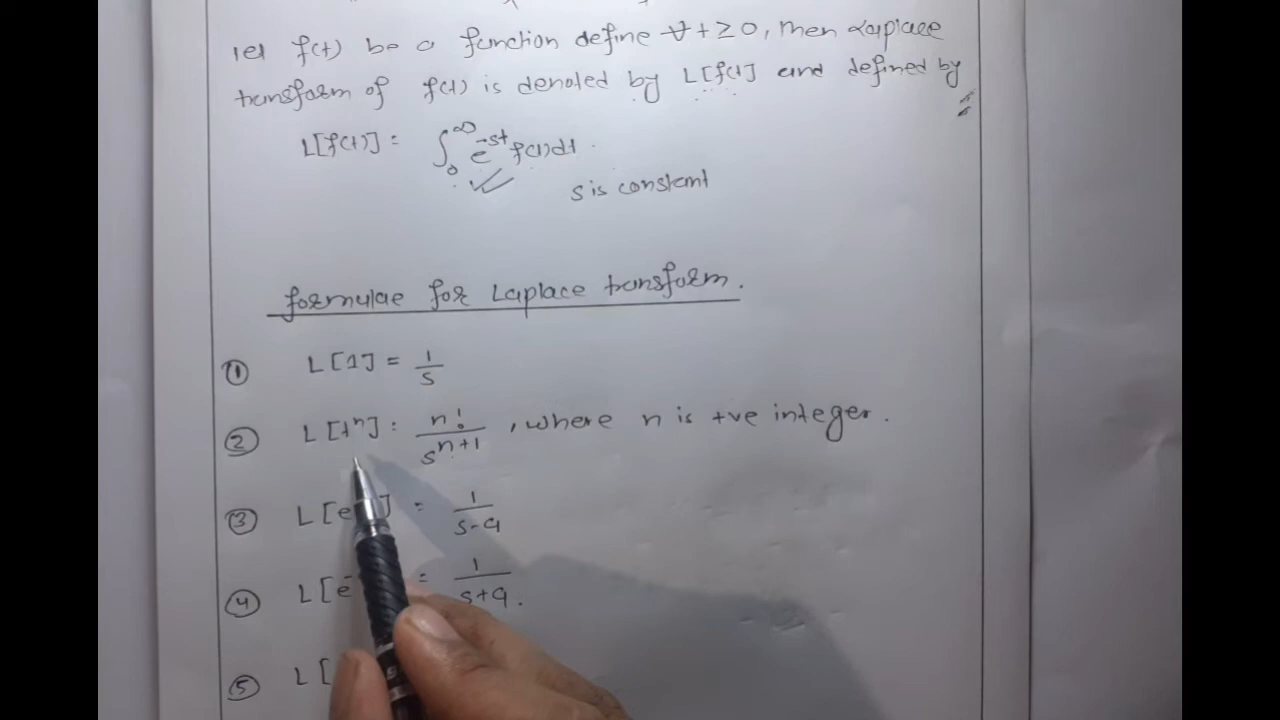 let f(t) be a function define ∀ t ≥ 0, then Laplace
transform of f(t) is denoted by L[f(t)] and defined by
L[f(t)] = ∫₀^∞ e^{-st} f(t)dt.
s is constant
formulae for Laplace transform.
① L[1] = 1/s
② L[tⁿ] = n!/s^{n+1}, where n is +ve integer.
③ L[e ] = 1/(s-a)
④ L[e⁻ = 1/(s+a).
⑤ L[